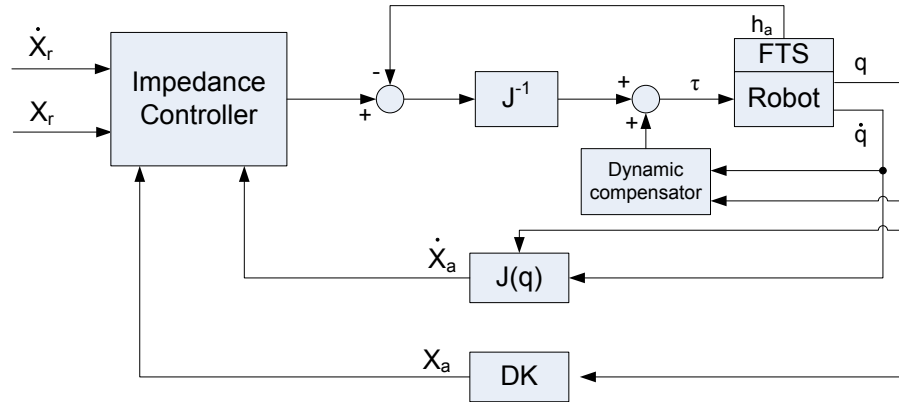 hₐ
Ẋᵣ
Xᵣ
Impedance
Controller
-
+
J⁻¹
+
+
τ
FTS
Robot
q
q̇
Dynamic
compensator
Ẋₐ
J(q)
Xₐ
DK